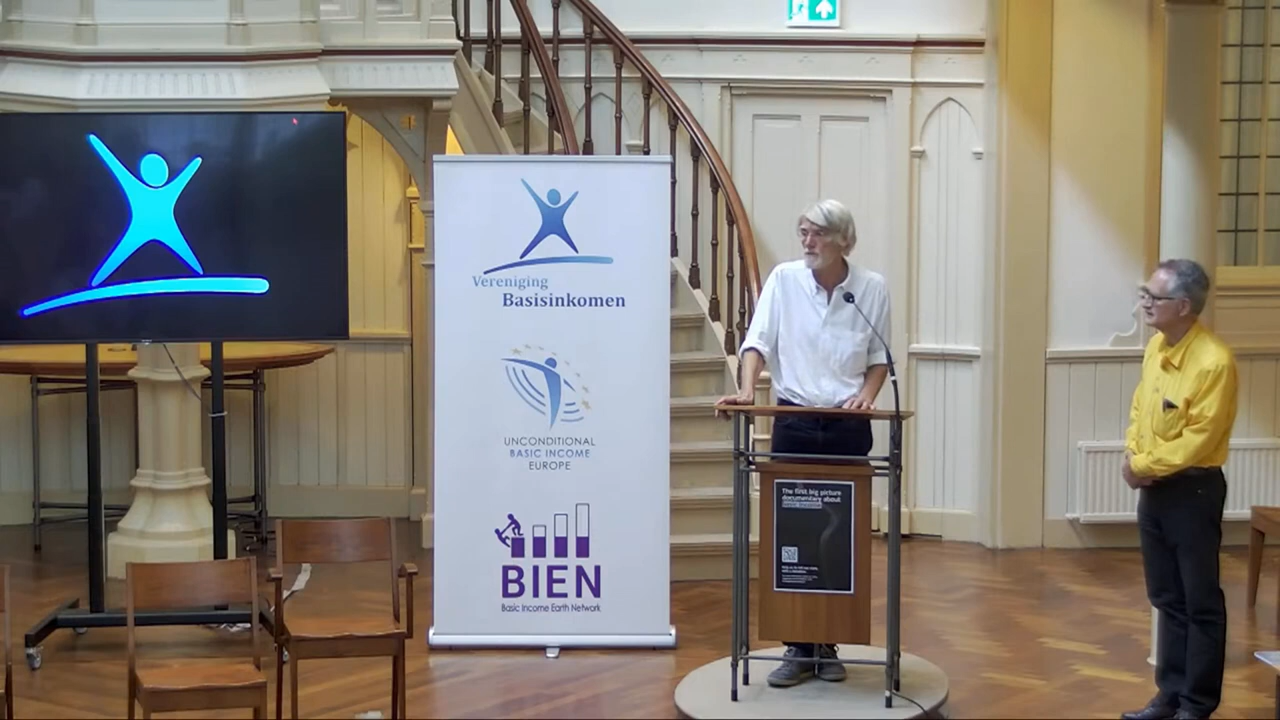 Vereniging
Basisinkomen
UNCONDITIONAL
BASIC INCOME
EUROPE
BIEN
Basic Income Earth Network
The first big picture
documentary about